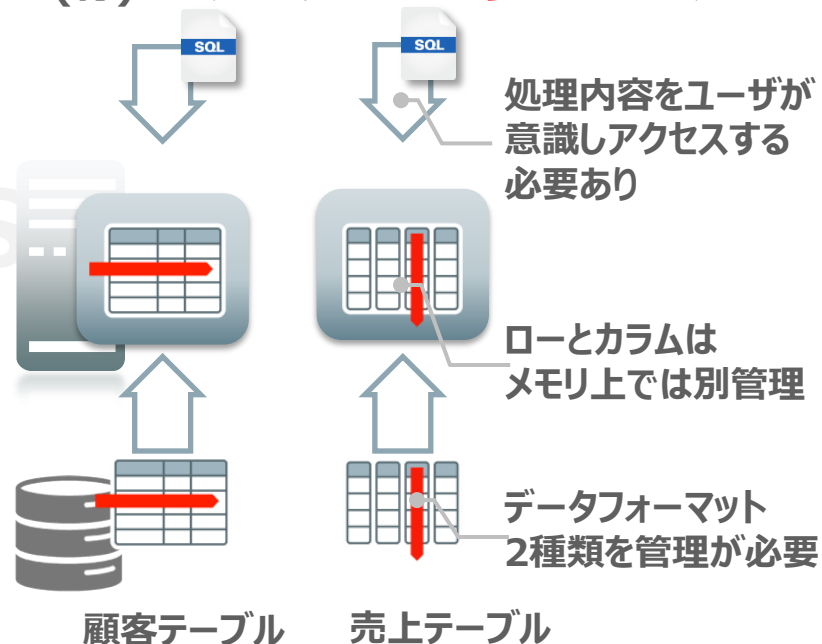 SQL
SQL
処理内容をユーザが
意識しアクセスする
必要あり
ローとカラムは
メモリ上では別管理
データフォーマット
2種類を管理が必要
顧客テーブル
売上テーブル